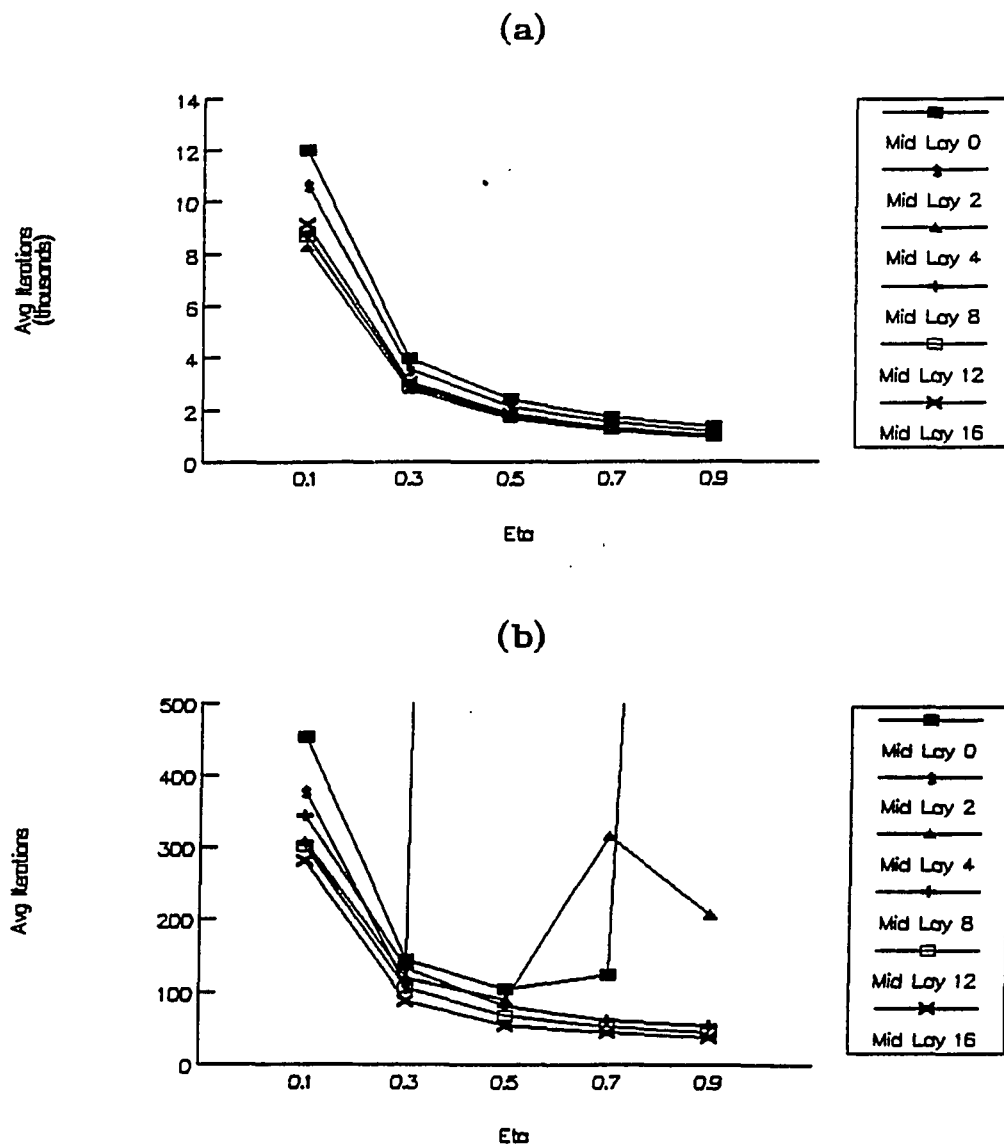 (a)
14
12
10
8
6
4
2
0
Avg Iterations
(thousands)
0.1 0.3 0.5 0.7 0.9
Eta
Mid Lay 0
Mid Lay 2
Mid Lay 4
Mid Lay 8
Mid Lay 12
Mid Lay 16
(b)
500
400
300
200
100
0
Avg Iterations
0.1 0.3 0.5 0.7 0.9
Eta
Mid Lay 0
Mid Lay 2
Mid Lay 4
Mid Lay 8
Mid Lay 12
Mid Lay 16